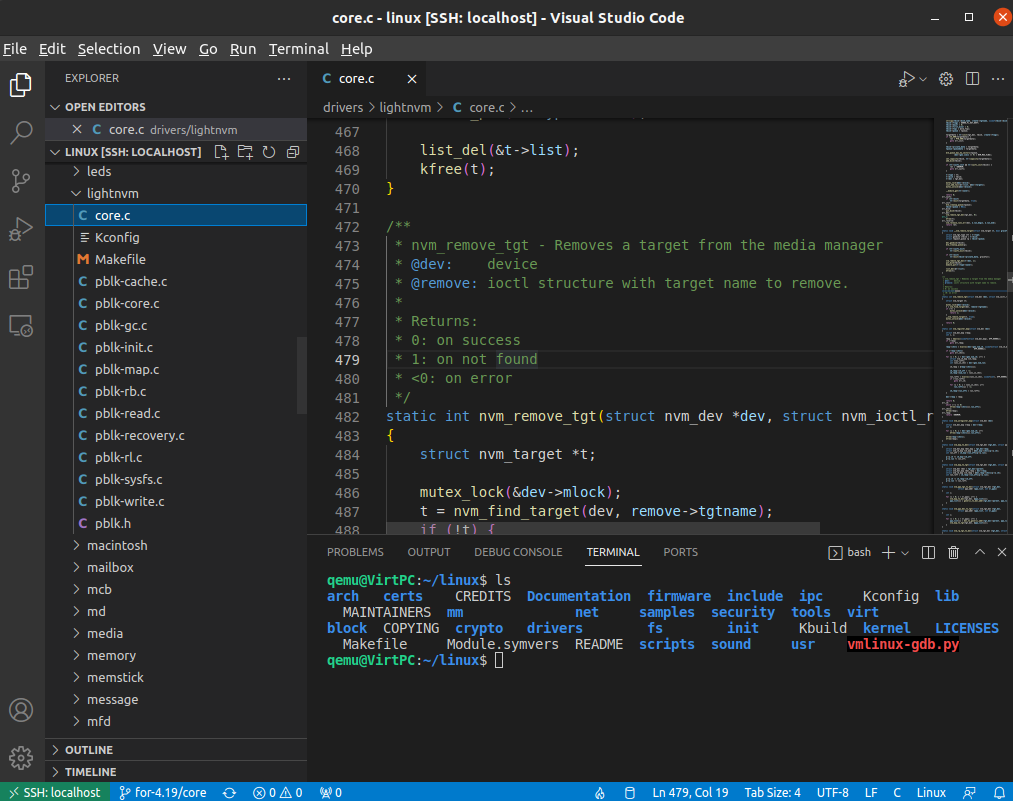 core.c - linux [SSH: localhost] - Visual Studio Code
File Edit Selection View Go Run Terminal Help
EXPLORER
OPEN EDITORS
core.c drivers/lightnvm
LINUX [SSH: LOCALHOST]
leds
lightnvm
C core.c
Kconfig
M Makefile
C pblk-cache.c
C pblk-core.c
C pblk-gc.c
C pblk-init.c
C pblk-map.c
C pblk-rb.c
C pblk-read.c
C pblk-recovery.c
C pblk-rl.c
C pblk-sysfs.c
C pblk-write.c
C pblk.h
macintosh
mailbox
mcb
md
media
memory
memstick
message
mfd
OUTLINE
TIMELINE
C core.c
drivers > lightnvm > C core.c > ...
467
468 list_del(&t->list);
469 kfree(t);
470 }
471
472 /**
473 * nvm_remove_tgt - Removes a target from the media manager
474 * @dev: device
475 * @remove: ioctl structure with target name to remove.
476 *
477 * Returns:
478 * 0: on success
479 * 1: on not found
480 * <0: on error
481 */
482 static int nvm_remove_tgt(struct nvm_dev *dev, struct nvm_ioctl_r
483 {
484 struct nvm_target *t;
485
486 mutex_lock(&dev->mlock);
487 t = nvm_find_target(dev, remove->tgtname);
488 if (!t) {
PROBLEMS OUTPUT DEBUG CONSOLE TERMINAL PORTS bash
qemu@VirtPC:~/linux$ ls
arch certs CREDITS Documentation firmware include ipc Kconfig lib
MAINTAINERS mm net samples security tools virt
block COPYING crypto drivers fs init Kbuild kernel LICENSES
Makefile Module.symvers README scripts sound usr vmlinux-gdb.py
qemu@VirtPC:~/linux$
SSH: localhost for-4.19/core 0 0 0 Ln 479, Col 19 Tab Size: 4 UTF-8 LF C Linux